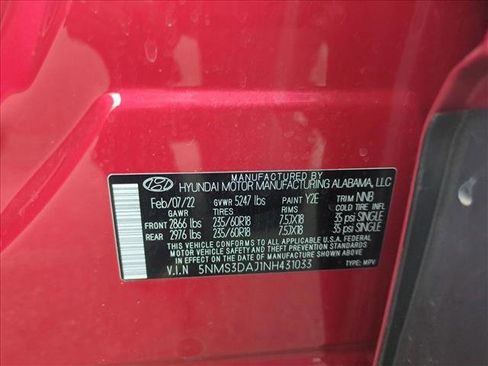 MANUFACTURED BY
HYUNDAI MOTOR MANUFACTURING ALABAMA, LLC
Feb/07/22 GVWR 5247 lbs PAINT Y2E TRIM NNB
GAWR TIRES RIMS COLD TIRE INFL.
FRONT 2866 lbs 235/60R18 7.5JX18 35 psi SINGLE
REAR 2976 lbs 235/60R18 7.5JX18 35 psi SINGLE
THIS VEHICLE CONFORMS TO ALL APPLICABLE U.S.A. FEDERAL
MOTOR VEHICLE SAFETY BUMPER, AND THEFT PREVENTION
STANDARDS IN EFFECT ON THE DATE OF MANUFACTURE SHOWN ABOVE.
V.I.N 5NMS3DAJ1NH431033 TYPE: MPV